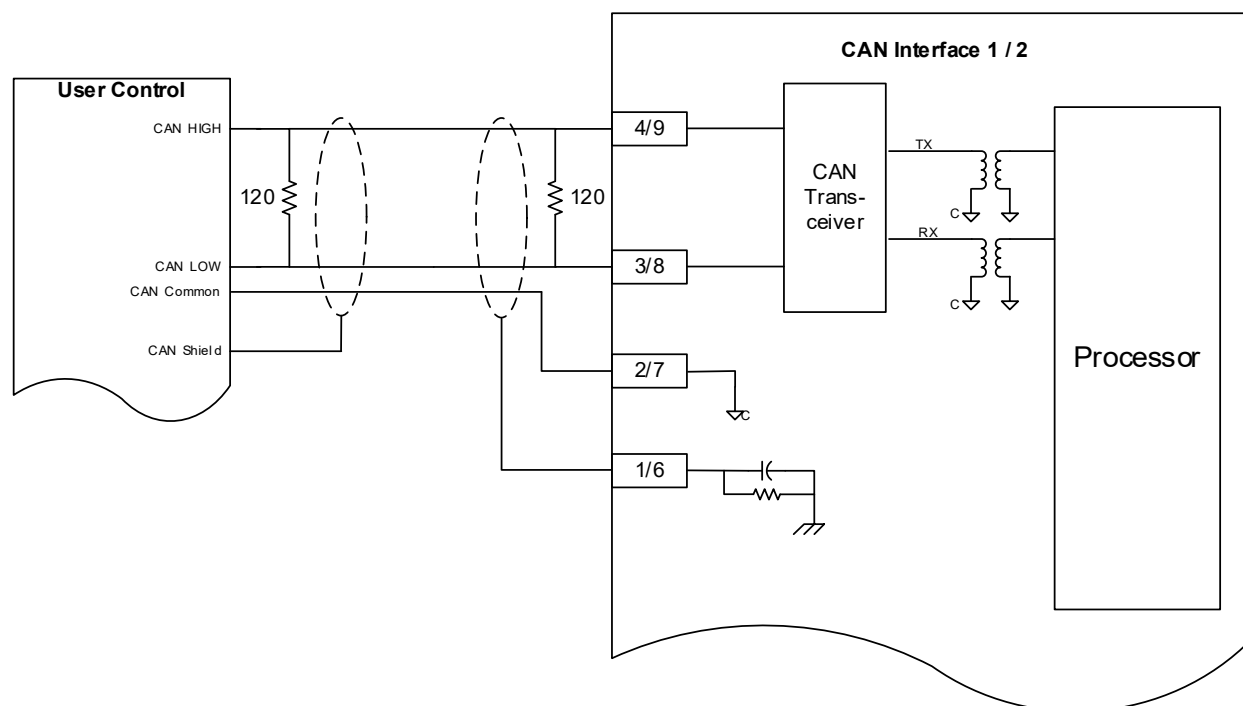 CAN Interface 1 / 2
User Control
CAN HIGH
4/9
TX
120
120
CAN
Trans-
ceiver
C
RX
CAN LOW
3/8
CAN Common
C
CAN Shield
2/7
Processor
C
1/6